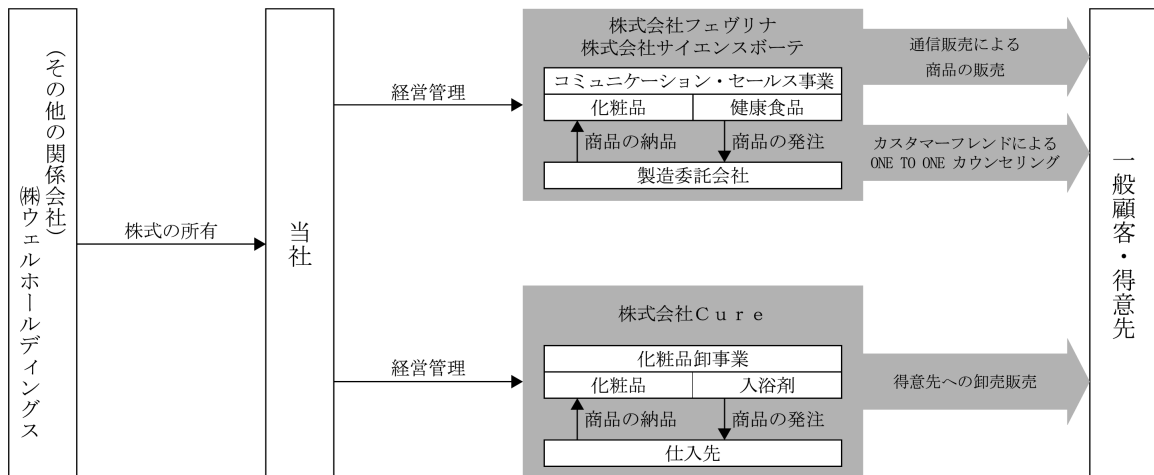 (その他の関係会社)
㈱ウェルホールディングス
株式の所有
当社
経営管理
株式会社フェヴリナ
株式会社サイエンスボーテ
コミュニケーション・セールス事業
化粧品
健康食品
商品の納品
商品の発注
製造委託会社
通信販売による
商品の販売
カスタマーフレンドによる
ONE TO ONE カウンセリング
経営管理
株式会社Cure
化粧品卸事業
化粧品
入浴剤
商品の納品
商品の発注
仕入先
得意先への卸売販売
一般顧客・得意先